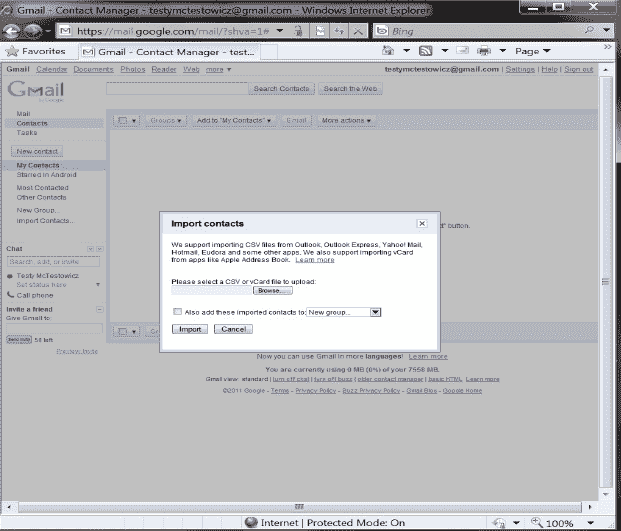 Gmail - Contact Manager - testymctestowicz@gmail.com - Windows Internet Explorer
https://mail.google.com/mail/?shva=1#
Bing
Favorites
Gmail - Contact Manager - test...
Page
Gmail Calendar Documents Photos Reader Web more
testymctestowicz@gmail.com | Settings | Help | Sign out
Gmail
by Google
Search Contacts
Search the Web
Mail
Contacts
Tasks
Groups
Add to "My Contacts"
Email
More actions
New contact
My Contacts
Starred in Android
Most Contacted
Other Contacts
New Group...
Import Contacts...
Import contacts
We support importing CSV files from Outlook, Outlook Express, Yahoo! Mail,
Hotmail, Eudora and some other apps. We also support importing vCard
from apps like Apple Address Book. Learn more
Please select a CSV or vCard file to upload:
Browse...
Also add these imported contacts to: New group...
Import
Cancel
" button.
Chat
Search, add, or invite
Testy McTestowicz
Set status here
Call phone
Invite a friend
Give Gmail to:
Send Invite 50 left
Preview Invite
Now you can use Gmail in more languages! Learn more
You are currently using 0 MB (0%) of your 7558 MB.
Gmail view: standard | turn off chat | turn off buzz | older contact manager | basic HTML Learn more
©2011 Google - Terms - Privacy Policy - Buzz Privacy Policy - Gmail Blog - Google Home
Internet | Protected Mode: On
100%